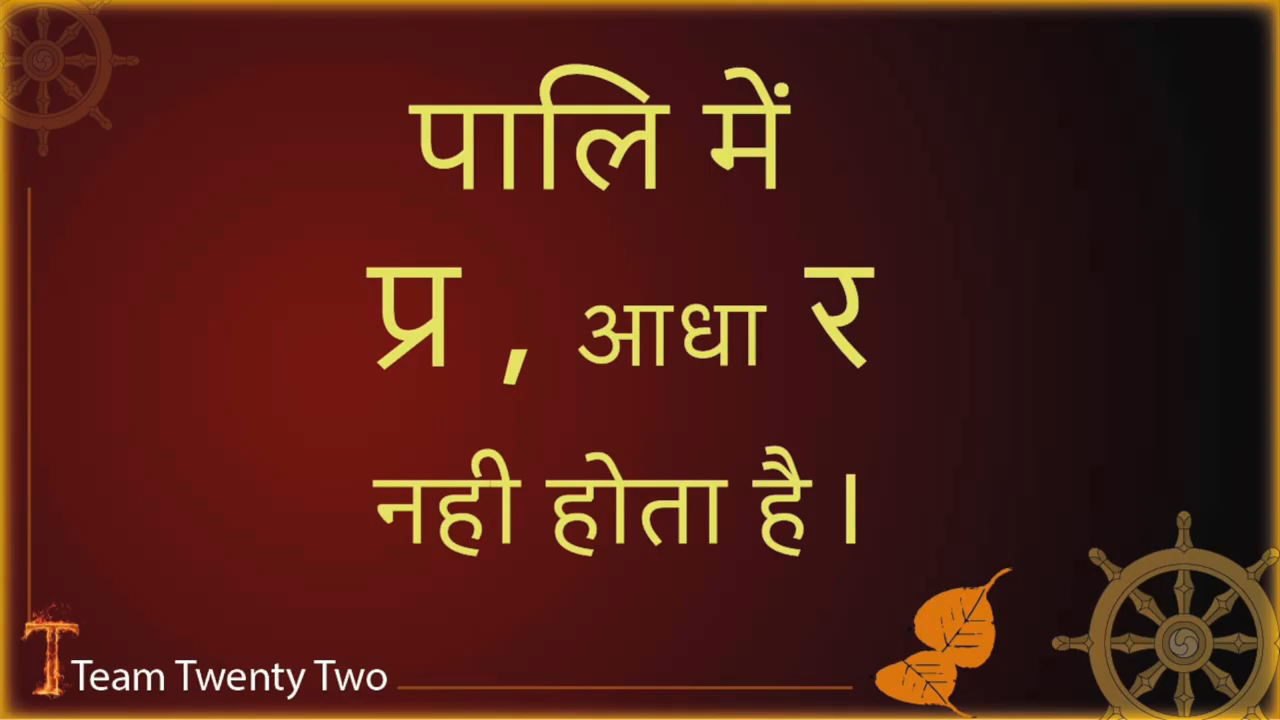 पालि में
प्र , आधा र
नही होता है ।
Team Twenty Two